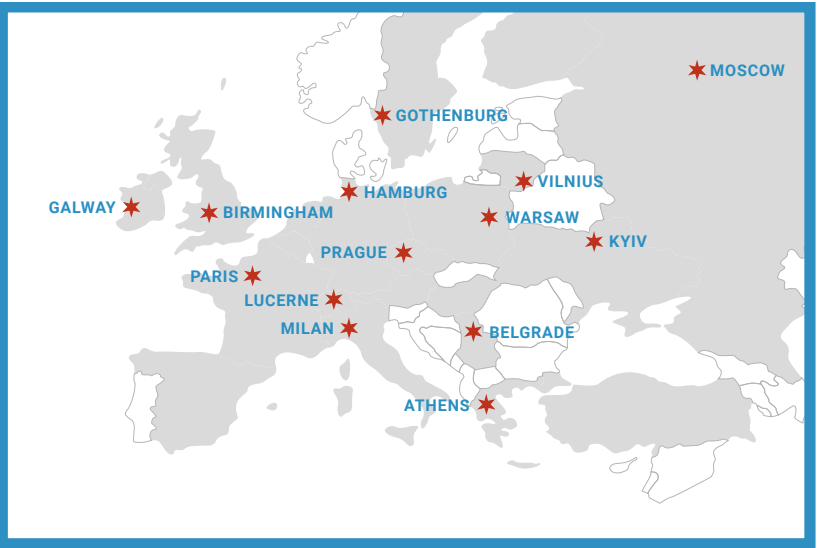 MOSCOW
GOTHENBURG
VILNIUS
HAMBURG
GALWAY
BIRMINGHAM
WARSAW
KYIV
PRAGUE
PARIS
LUCERNE
MILAN
BELGRADE
ATHENS